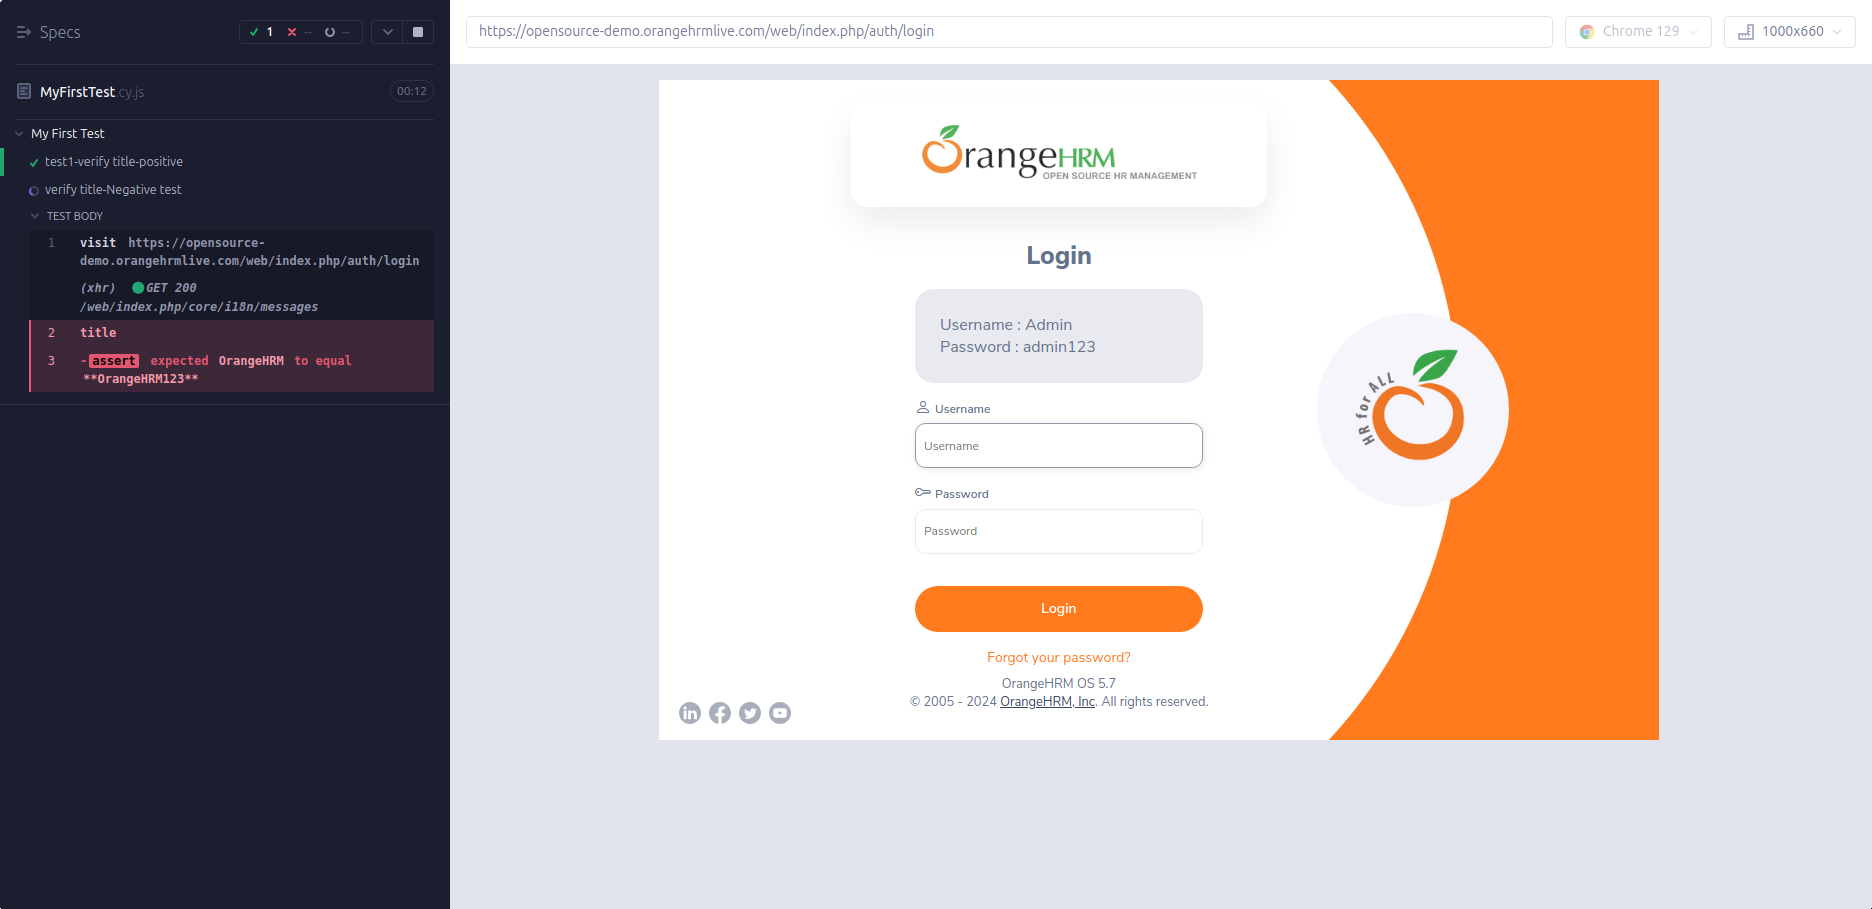 Specs
1 -- --
MyFirstTest.cy.js
00:12
My First Test
test1-verify title-positive
verify title-Negative test
TEST BODY
1 visit https://opensource-
demo.orangehrmlive.com/web/index.php/auth/login
(xhr) GET 200
/web/index.php/core/i18n/messages
2 title
3 -assert expected OrangeHRM to equal
**OrangeHRM123**
https://opensource-demo.orangehrmlive.com/web/index.php/auth/login
Chrome 129
1000x660
OrangeHRM
OPEN SOURCE HR MANAGEMENT
Login
Username : Admin
Password : admin123
Username
Username
Password
Password
Login
Forgot your password?
OrangeHRM OS 5.7
© 2005 - 2024 OrangeHRM, Inc. All rights reserved.
HR for ALL